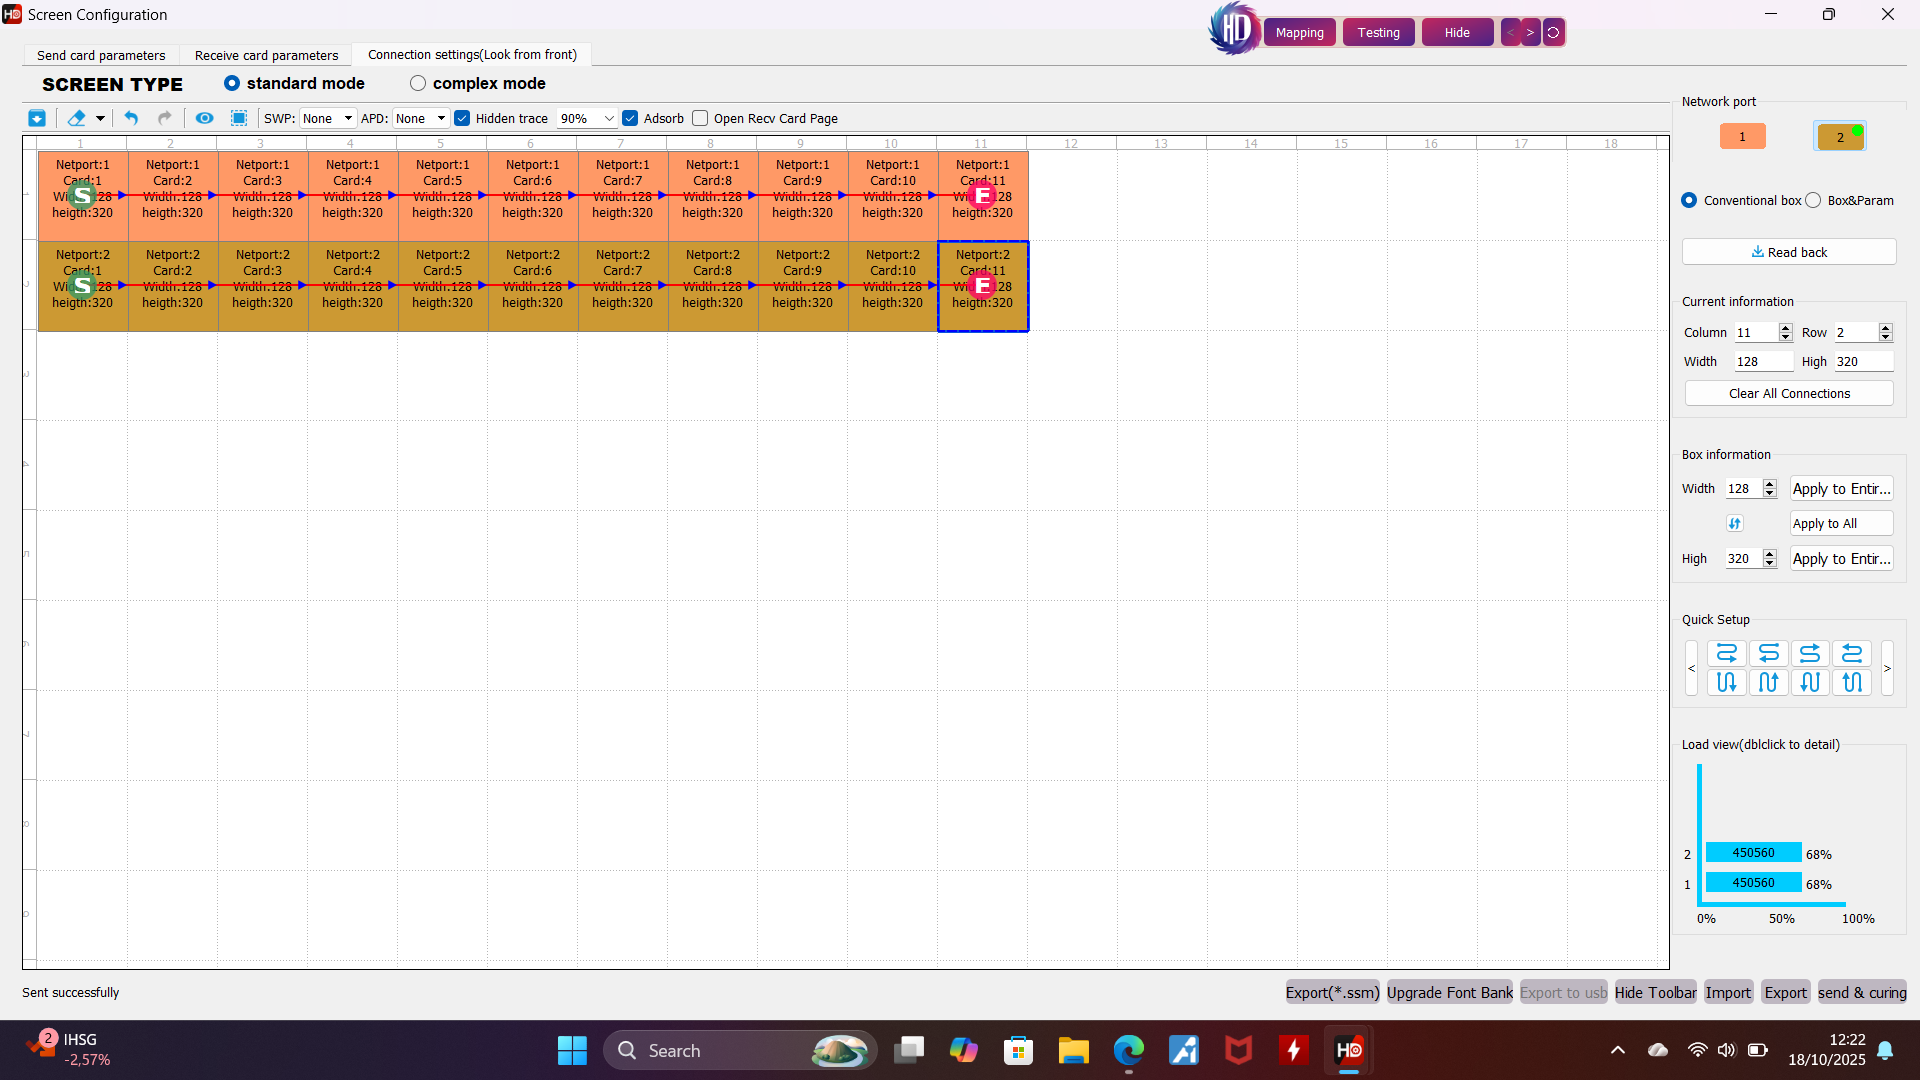 Screen Configuration
HD
Mapping
Testing
Hide
<
>
Send card parameters
Receive card parameters
Connection settings(Look from front)
SCREEN TYPE
standard mode
complex mode
SWP: None
APD: None
Hidden trace
90%
Adsorb
Open Recv Card Page
1 2 3 4 5 6 7 8 9 10 11 12 13 14 15 16 17 18
Netport:1 Netport:1 Netport:1 Netport:1 Netport:1 Netport:1 Netport:1 Netport:1 Netport:1 Netport:1 Netport:1
Card:1 Card:2 Card:3 Card:4 Card:5 Card:6 Card:7 Card:8 Card:9 Card:10 Card:11
S Width:128 Width:128 Width:128 Width:128 Width:128 Width:128 Width:128 Width:128 Width:128 E
heigth:320 heigth:320 heigth:320 heigth:320 heigth:320 heigth:320 heigth:320 heigth:320 heigth:320 heigth:320 heigth:320
Netport:2 Netport:2 Netport:2 Netport:2 Netport:2 Netport:2 Netport:2 Netport:2 Netport:2 Netport:2 Netport:2
Card:1 Card:2 Card:3 Card:4 Card:5 Card:6 Card:7 Card:8 Card:9 Card:10 Card:11
S Width:128 Width:128 Width:128 Width:128 Width:128 Width:128 Width:128 Width:128 Width:128 E
heigth:320 heigth:320 heigth:320 heigth:320 heigth:320 heigth:320 heigth:320 heigth:320 heigth:320 heigth:320 heigth:320
Network port
1
2
Conventional box
Box&Param
Read back
Current information
Column 11 Row 2
Width 128 High 320
Clear All Connections
Box information
Width 128 Apply to Entir...
Apply to All
High 320 Apply to Entir...
Quick Setup
<
>
Load view(dblclick to detail)
2 450560 68%
1 450560 68%
0% 50% 100%
Sent successfully
Export(*.ssm)
Upgrade Font Bank
Export to usb
Hide Toolbar
Import
Export
send & curing
2
IHSG
-2,57%
Search
HD
12:22
18/10/2025